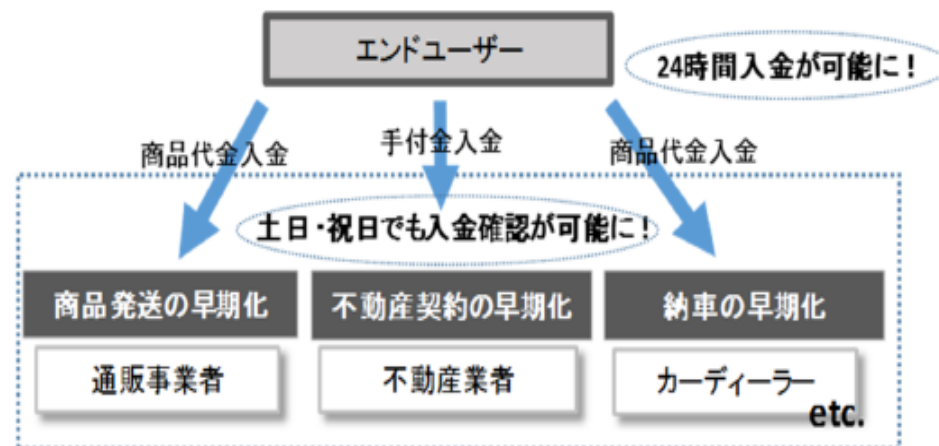 エンドユーザー
24時間入金が可能に！
商品代金入金
手付金入金
商品代金入金
土日・祝日でも入金確認が可能に！
商品発送の早期化
不動産契約の早期化
納車の早期化
通販事業者
不動産業者
カーディーラー
etc.